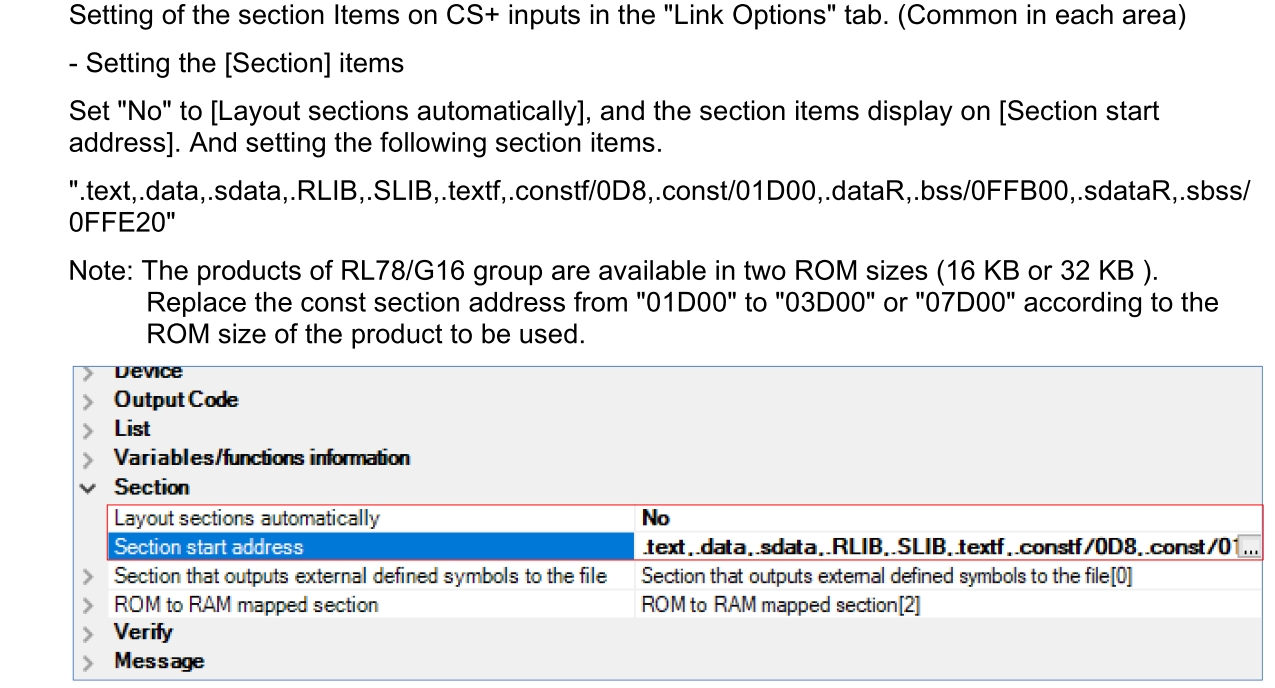 Setting of the section Items on CS+ inputs in the "Link Options" tab. (Common in each area)
- Setting the [Section] items
Set "No" to [Layout sections automatically], and the section items display on [Section start
address]. And setting the following section items.
".text,.data,.sdata,.RLIB,.SLIB,.textf,.constf/0D8,.const/01D00,.dataR,.bss/0FFB00,.sdataR,.sbss/
0FFE20"
Note: The products of RL78/G16 group are available in two ROM sizes (16 KB or 32 KB ).
Replace the const section address from "01D00" to "03D00" or "07D00" according to the
ROM size of the product to be used.
Device
Output Code
List
Variables/functions information
Section
Layout sections automatically No
Section start address .text,.data,.sdata,.RLIB,.SLIB,.textf,.constf/0D8,.const/01 ...
Section that outputs external defined symbols to the file Section that outputs external defined symbols to the file[0]
ROM to RAM mapped section ROM to RAM mapped section[2]
Verify
Message